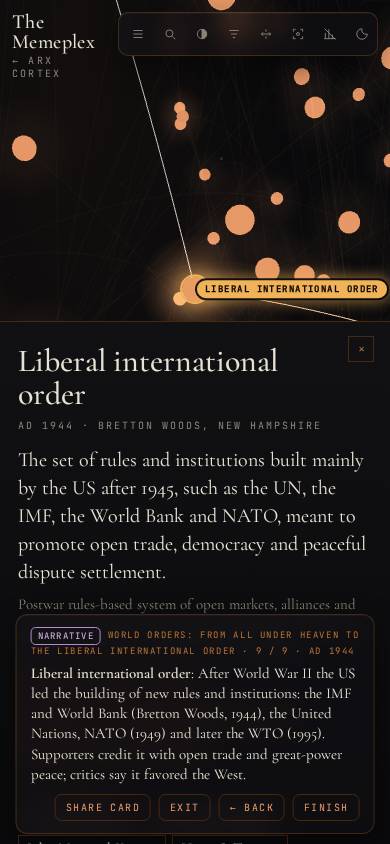 The
Memeplex
← ARX
CORTEX
LIBERAL INTERNATIONAL ORDER
Liberal international
order
×
AD 1944 · BRETTON WOODS, NEW HAMPSHIRE
The set of rules and institutions built mainly
by the US after 1945, such as the UN, the
IMF, the World Bank and NATO, meant to
promote open trade, democracy and peaceful
dispute settlement.
Postwar rules-based system of open markets, alliances and
NARRATIVE WORLD ORDERS: FROM ALL UNDER HEAVEN TO
THE LIBERAL INTERNATIONAL ORDER · 9 / 9 · AD 1944
Liberal international order: After World War II the US
led the building of new rules and institutions: the IMF
and World Bank (Bretton Woods, 1944), the United
Nations, NATO (1949) and later the WTO (1995).
Supporters credit it with open trade and great-power
peace; critics say it favored the West.
SHARE CARD EXIT ← BACK FINISH